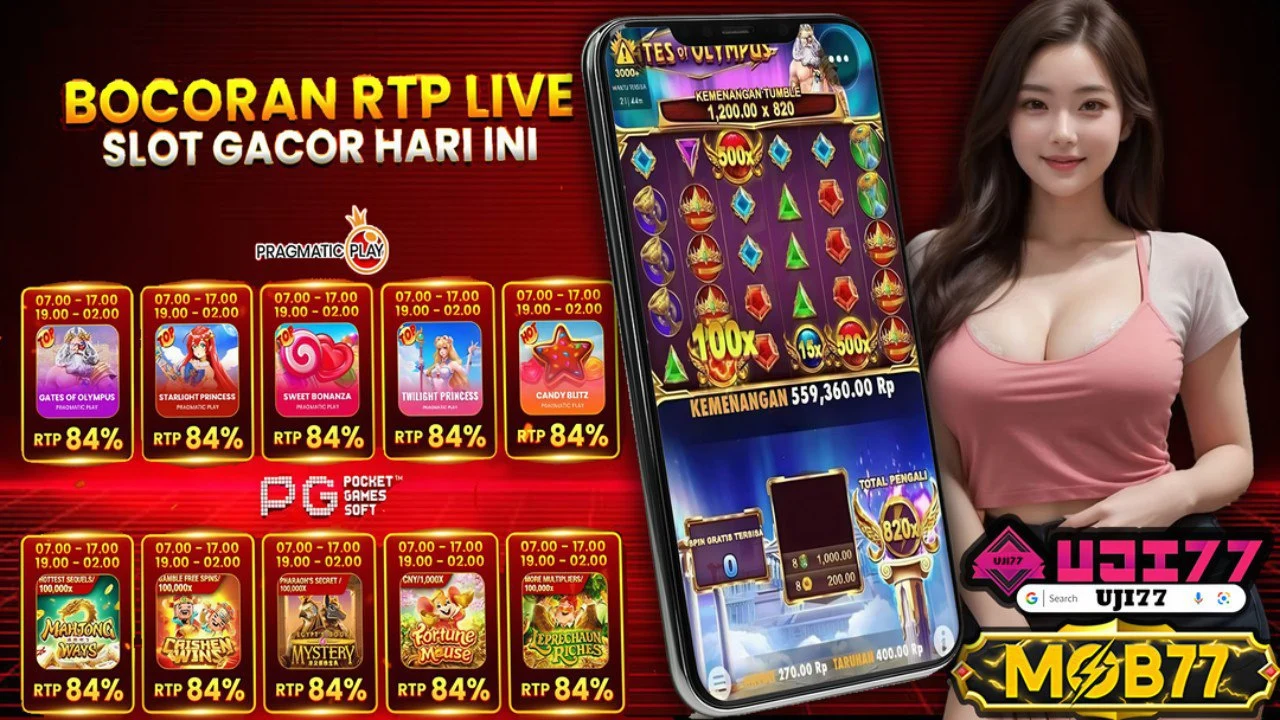 BOCORAN RTP LIVE
SLOT GACOR HARI INI
PRAGMATIC PLAY
07.00 - 17.00
19.00 - 02.00
TOP
GATES OF OLYMPUS
PRAGMATIC PLAY
RTP 84%
07.00 - 17.00
19.00 - 02.00
TOP
STARLIGHT PRINCESS
PRAGMATIC PLAY
RTP 84%
07.00 - 17.00
19.00 - 02.00
TOP
SWEET BONANZA
PRAGMATIC PLAY
RTP 84%
07.00 - 17.00
19.00 - 02.00
TOP
TWILIGHT PRINCESS
PRAGMATIC PLAY
RTP 84%
07.00 - 17.00
19.00 - 02.00
HOT
CANDY BLITZ
PRAGMATIC PLAY
RTP 84%
PG POCKET
GAMES
SOFT™
07.00 - 17.00
19.00 - 02.00
HOTTEST SEQUELS/
100,000x
MAHJONG
WAYS
RTP 84%
07.00 - 17.00
19.00 - 02.00
GAMBLE FREE SPINS/
100,000x
CAISHEN
WINS
RTP 84%
07.00 - 17.00
19.00 - 02.00
PHARAOH'S SECRET /
100,000x
EGYPT'S BOOK
OF
MYSTERY
RTP 84%
07.00 - 17.00
19.00 - 02.00
CNY/1,000X
Fortune
Mouse
RTP 84%
07.00 - 17.00
19.00 - 02.00
MORE MULTIPLIERS/
100,000x
LEPRECHAUN
RICHES
RTP 84%
TES of OLYMPUS
3000+
21 | 44m
KEMENANGAN TUMBLE
1,200.00 x 820
500x
100x
15x
500x
KEMENANGAN 559,360.00 Rp
SPIN GRATIS TERSISA
0
8 1,000.00
8 200.00
TOTAL PENGALI
820x
270.00 Rp TARUHAN 400.00 Rp
UJI77
UJI77
G Search UJI77
MOB77